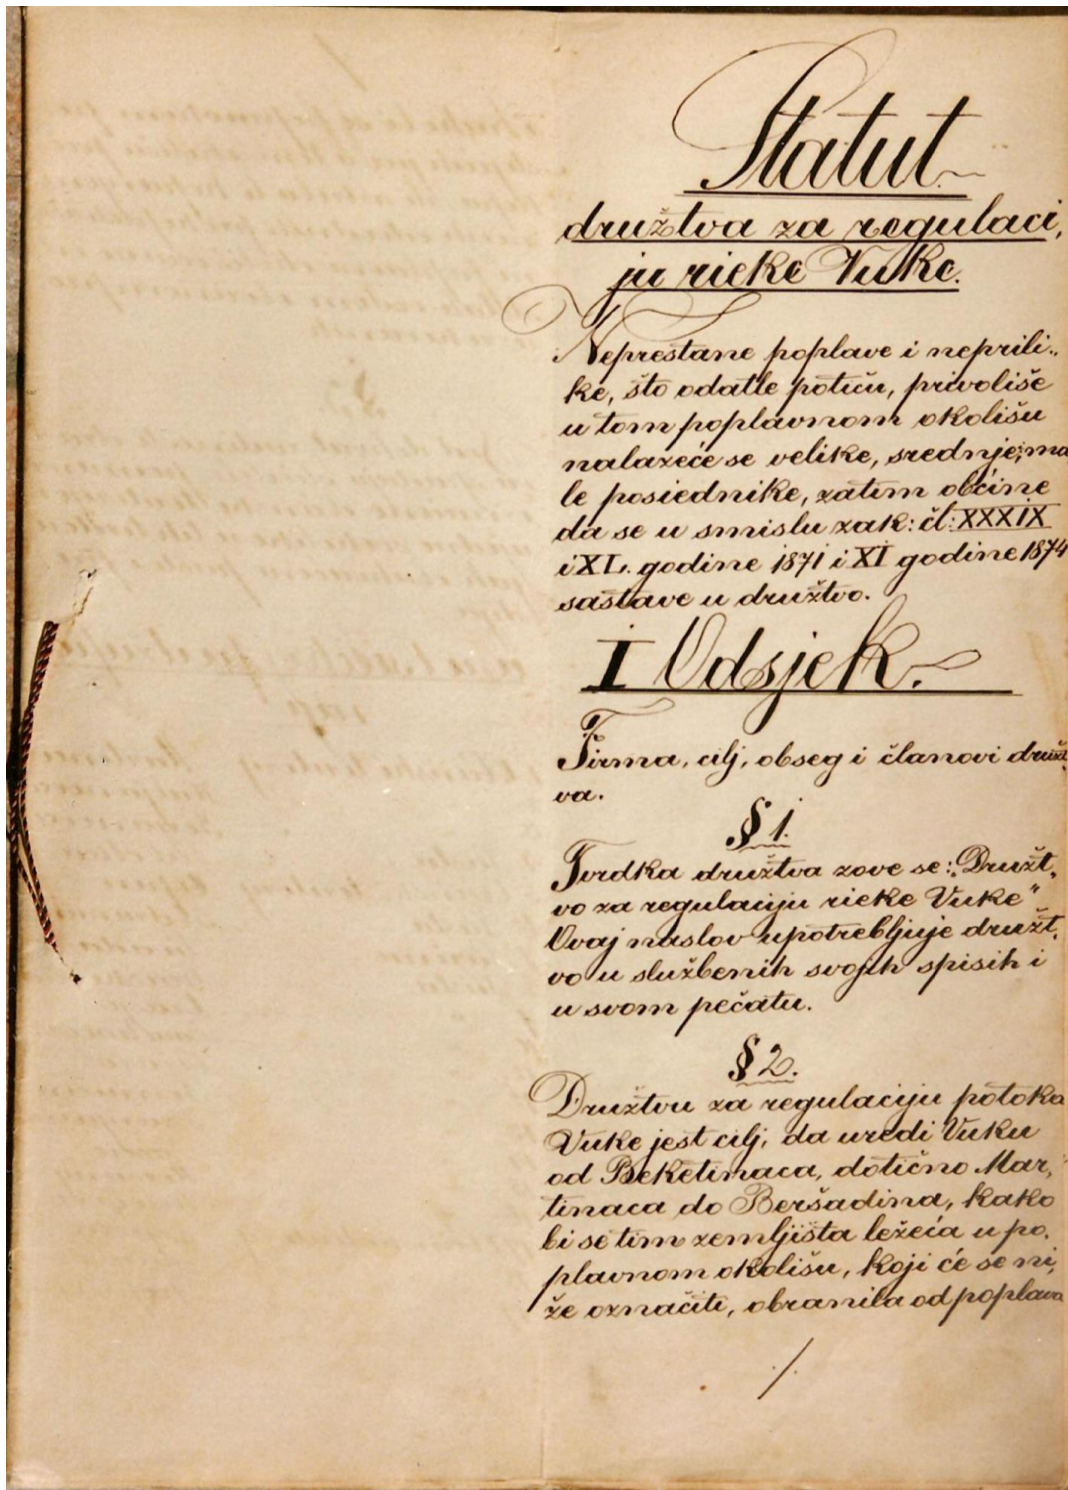 Statut
družtva za regulaci,
ju rieke Vuke.
Neprestane poplave i neprili„
ke, što odatle potiču, privoliše
u tom poplavnom okolišu
nalazeće se velike, srednje, ma
le posiednike, zatim občine
da se u smislu zak: čl: XXXIX
i XL. godine 1871 i XI godine 1874
sastave u družtvo.
I Odsjek.
Firma, cilj, obseg i članovi družt,
va.
§ 1.
Tvrdka družtva zove se: „Družt,
vo za regulaciju rieke Vuke"
Ovaj naslov upotrebljuje družt,
vo u službenih svojih spisih i
u svom pečatu.
§ 2.
Družtvu za regulaciju potoka
Vuke jest cilj, da uredi Vuku
od Beketinaca, dotično Mar,
tinaca do Beršadina, kako
bi se tim zemljišta ležeća u po,
plavnom okolišu, koji će se ni,
že označiti, obranila od poplava
./.